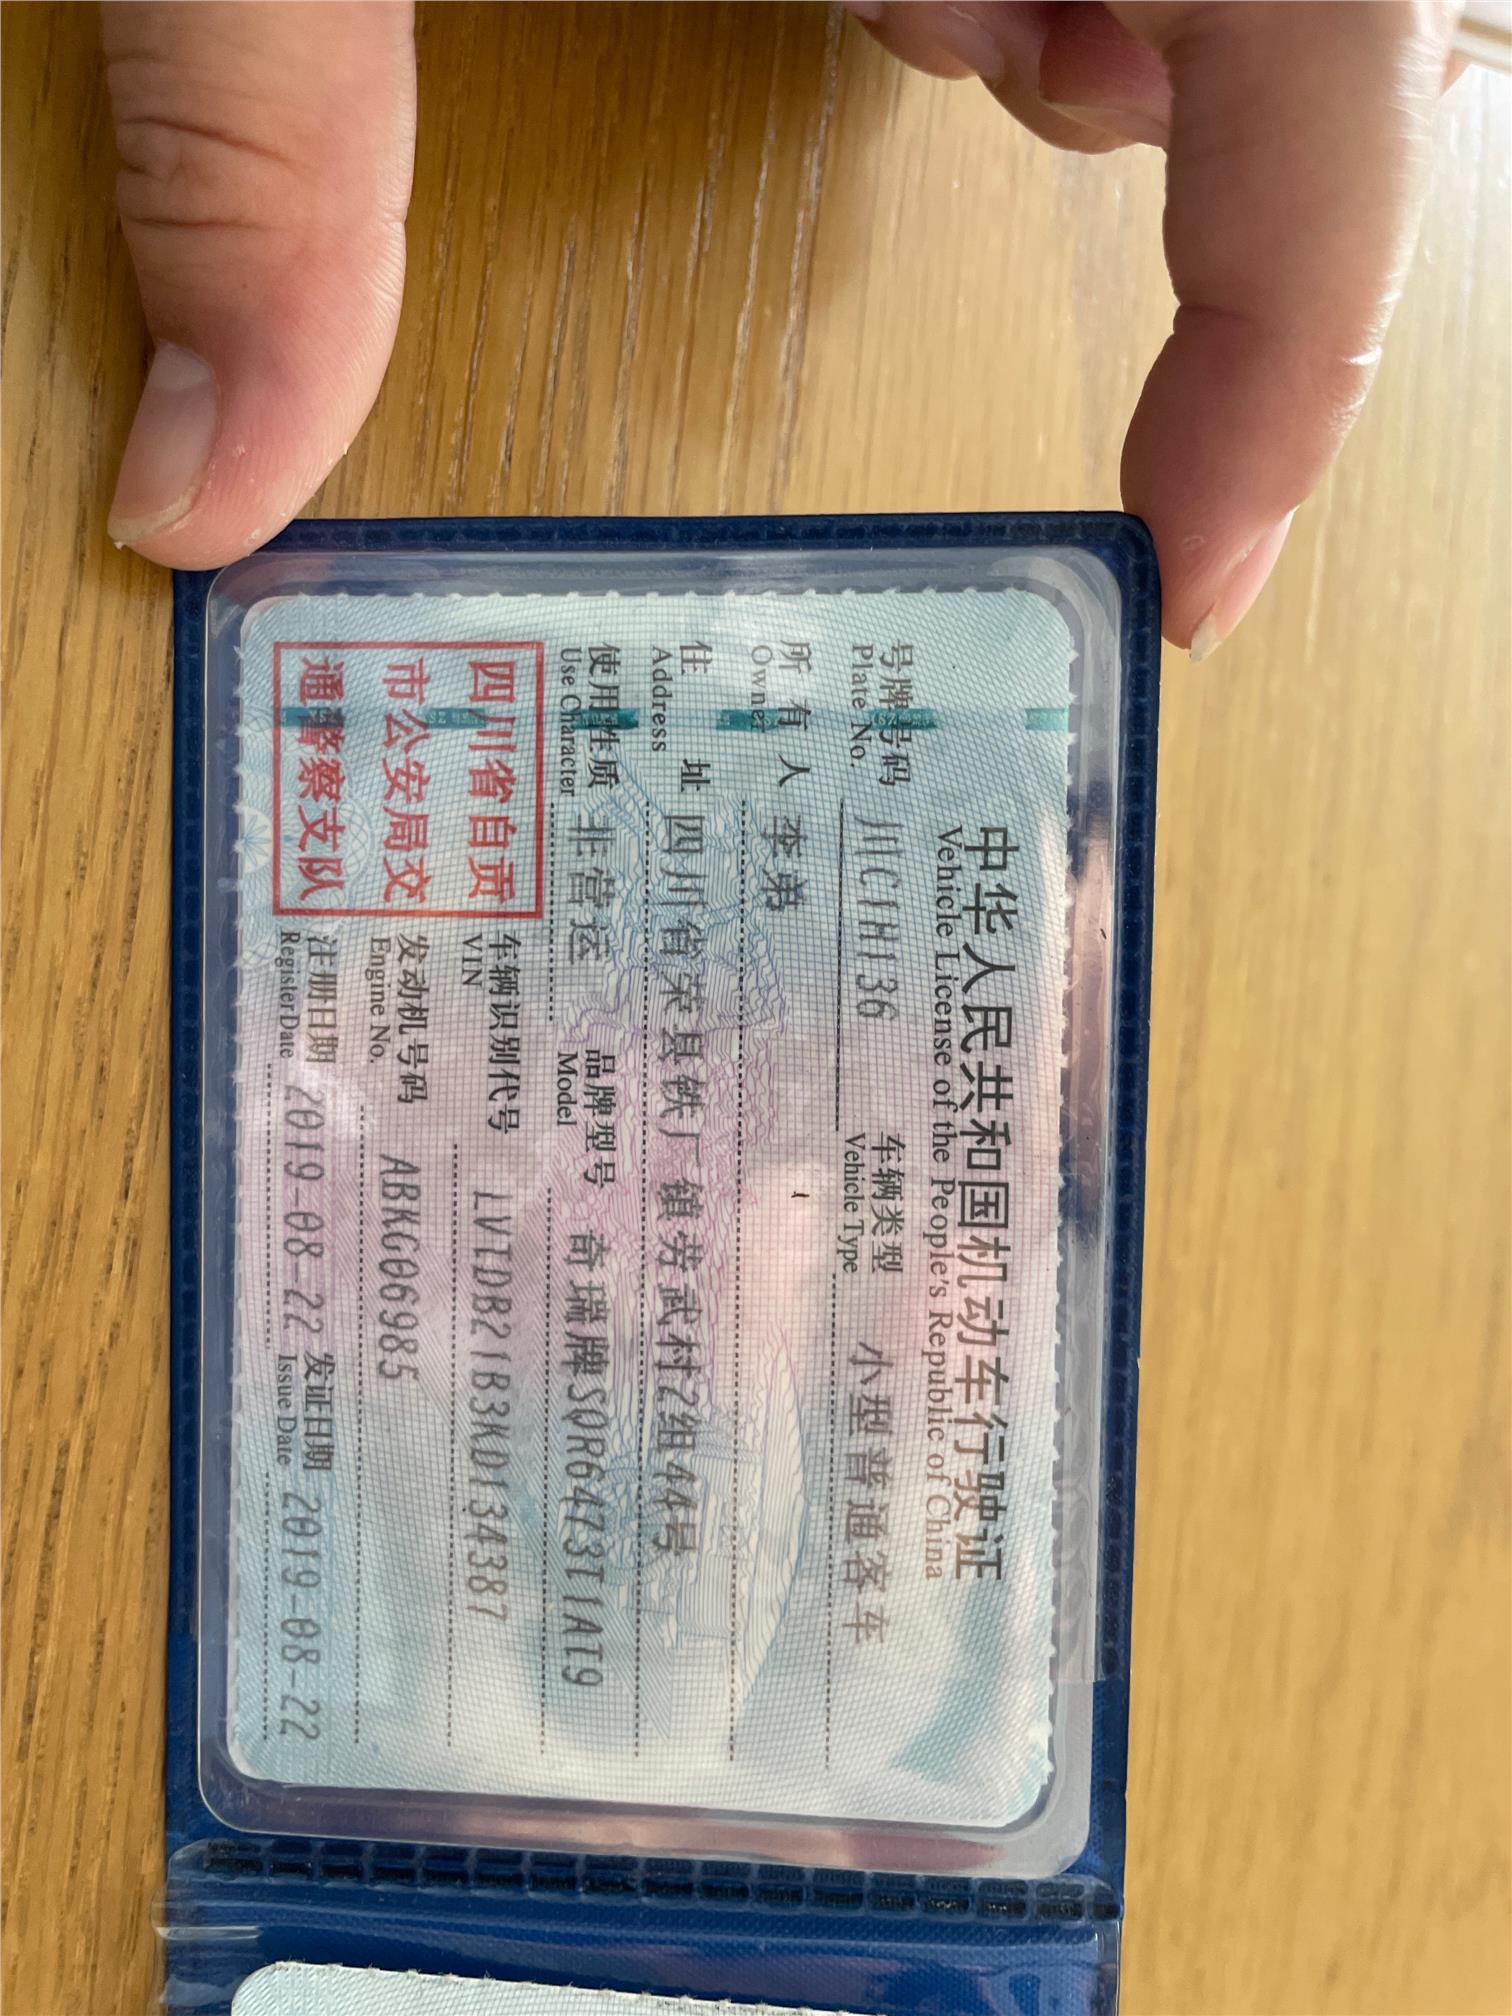 中华人民共和国机动车行驶证
Vehicle License of the People's Republic of China
号牌号码 川C1H136 车辆类型 小型普通客车
Plate No. Vehicle Type
所有人 李弟
Owner
住址 四川省荣县铁厂镇劳武村2组44号
Address
使用性质 非营运 品牌型号 奇瑞牌SQR6473T1AT9
Use Character Model
四川省自贡
市公安局交
通警察支队
车辆识别代号 LVTDB21B3KD134387
VIN
发动机号码 ABKG06985
Engine No.
注册日期 2019-08-22 发证日期 2019-08-22
Register Date Issue Date